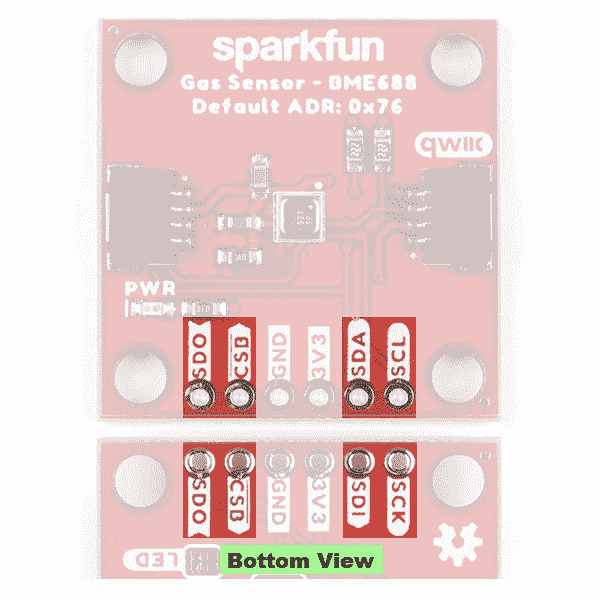 sparkfun
Gas Sensor - BME688
Default ADR: 0x76
qwiic
PWR
SDO CSB GND 3V3 SDA SCL
SDO CSB GND 3V3 SDI SCK
LED
Bottom View